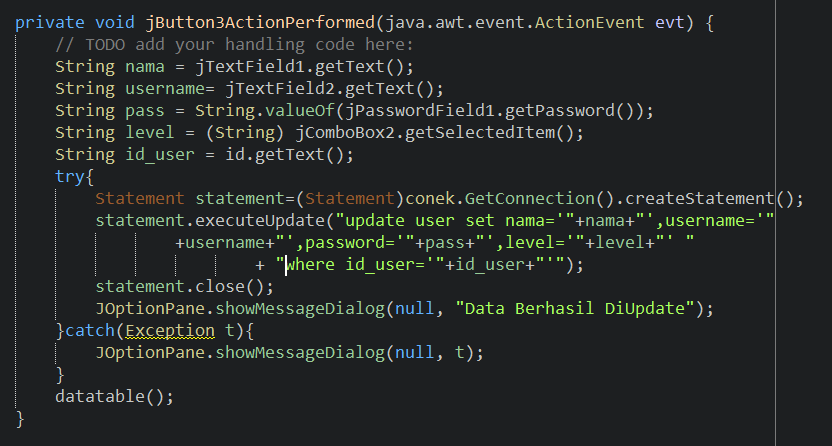 private void jButton3ActionPerformed(java.awt.event.ActionEvent evt) {
    // TODO add your handling code here:
    String nama = jTextField1.getText();
    String username= jTextField2.getText();
    String pass = String.valueOf(jPasswordField1.getPassword());
    String level = (String) jComboBox2.getSelectedItem();
    String id_user = id.getText();
    try{
        Statement statement=(Statement)conek.GetConnection().createStatement();
        statement.executeUpdate("update user set nama='"+nama+"',username='"
                +username+"',password='"+pass+"',level='"+level+"' "
                        + "where id_user='"+id_user+"'");
        statement.close();
        JOptionPane.showMessageDialog(null, "Data Berhasil DiUpdate");
    }catch(Exception t){
        JOptionPane.showMessageDialog(null, t);
    }
    datatable();
}